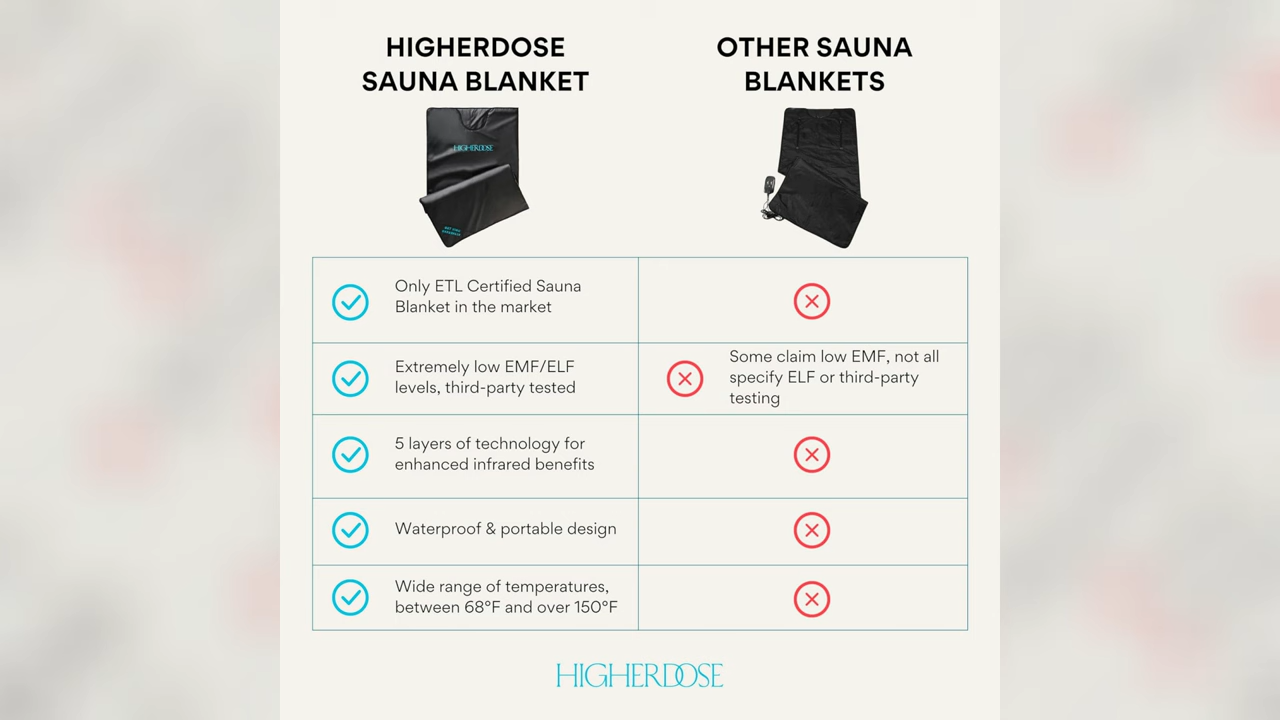 HIGHERDOSE
SAUNA BLANKET
OTHER SAUNA
BLANKETS
HIGHERDOSE
Only ETL Certified Sauna
Blanket in the market
Extremely low EMF/ELF
levels, third-party tested
Some claim low EMF, not all
specify ELF or third-party
testing
5 layers of technology for
enhanced infrared benefits
Waterproof & portable design
Wide range of temperatures,
between 68°F and over 150°F
HIGHERDOSE